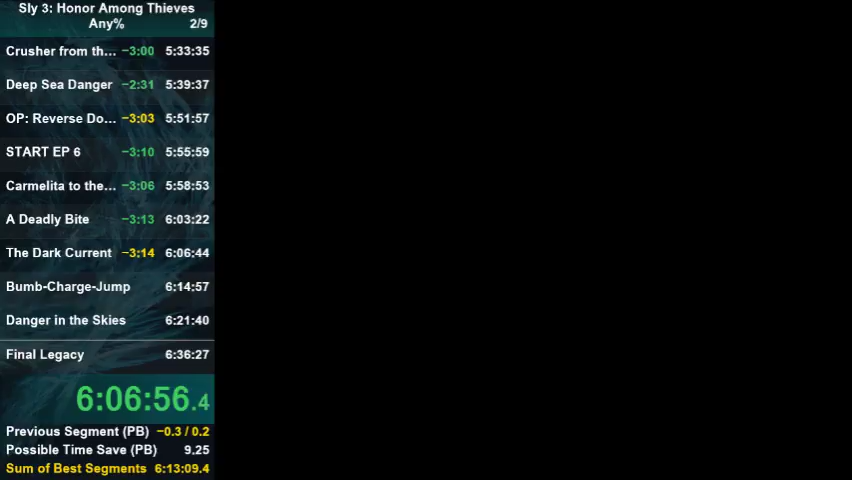 Sly 3: Honor Among Thieves
Any% 2/9
Crusher from th... −3:00 5:33:35
Deep Sea Danger −2:31 5:39:37
OP: Reverse Do... −3:03 5:51:57
START EP 6 −3:10 5:55:59
Carmelita to the... −3:06 5:58:53
A Deadly Bite −3:13 6:03:22
The Dark Current −3:14 6:06:44
Bumb-Charge-Jump 6:14:57
Danger in the Skies 6:21:40
Final Legacy 6:36:27
6:06:56.4
Previous Segment (PB) −0.3 / 0.2
Possible Time Save (PB) 9.25
Sum of Best Segments 6:13:09.4